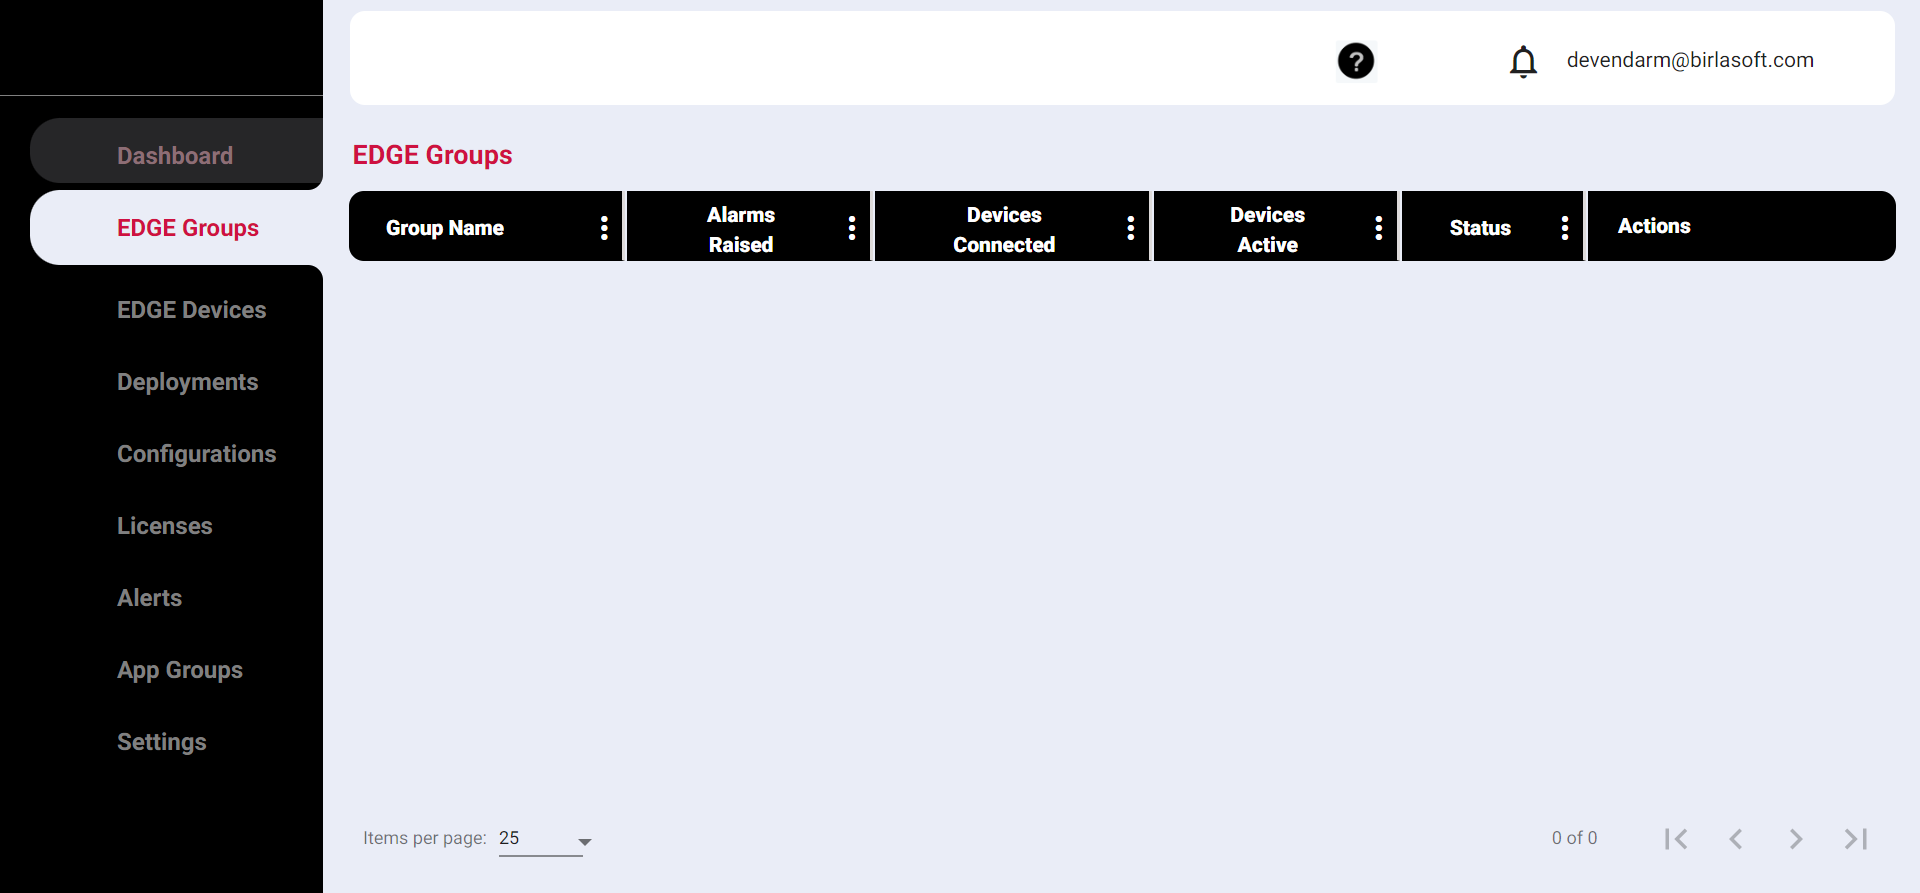 devendarm@birlasoft.com
Dashboard
EDGE Groups
EDGE Devices
Deployments
Configurations
Licenses
Alerts
App Groups
Settings
EDGE Groups
Group Name
Alarms
Raised
Devices
Connected
Devices
Active
Status
Actions
Items per page: 25
0 of 0